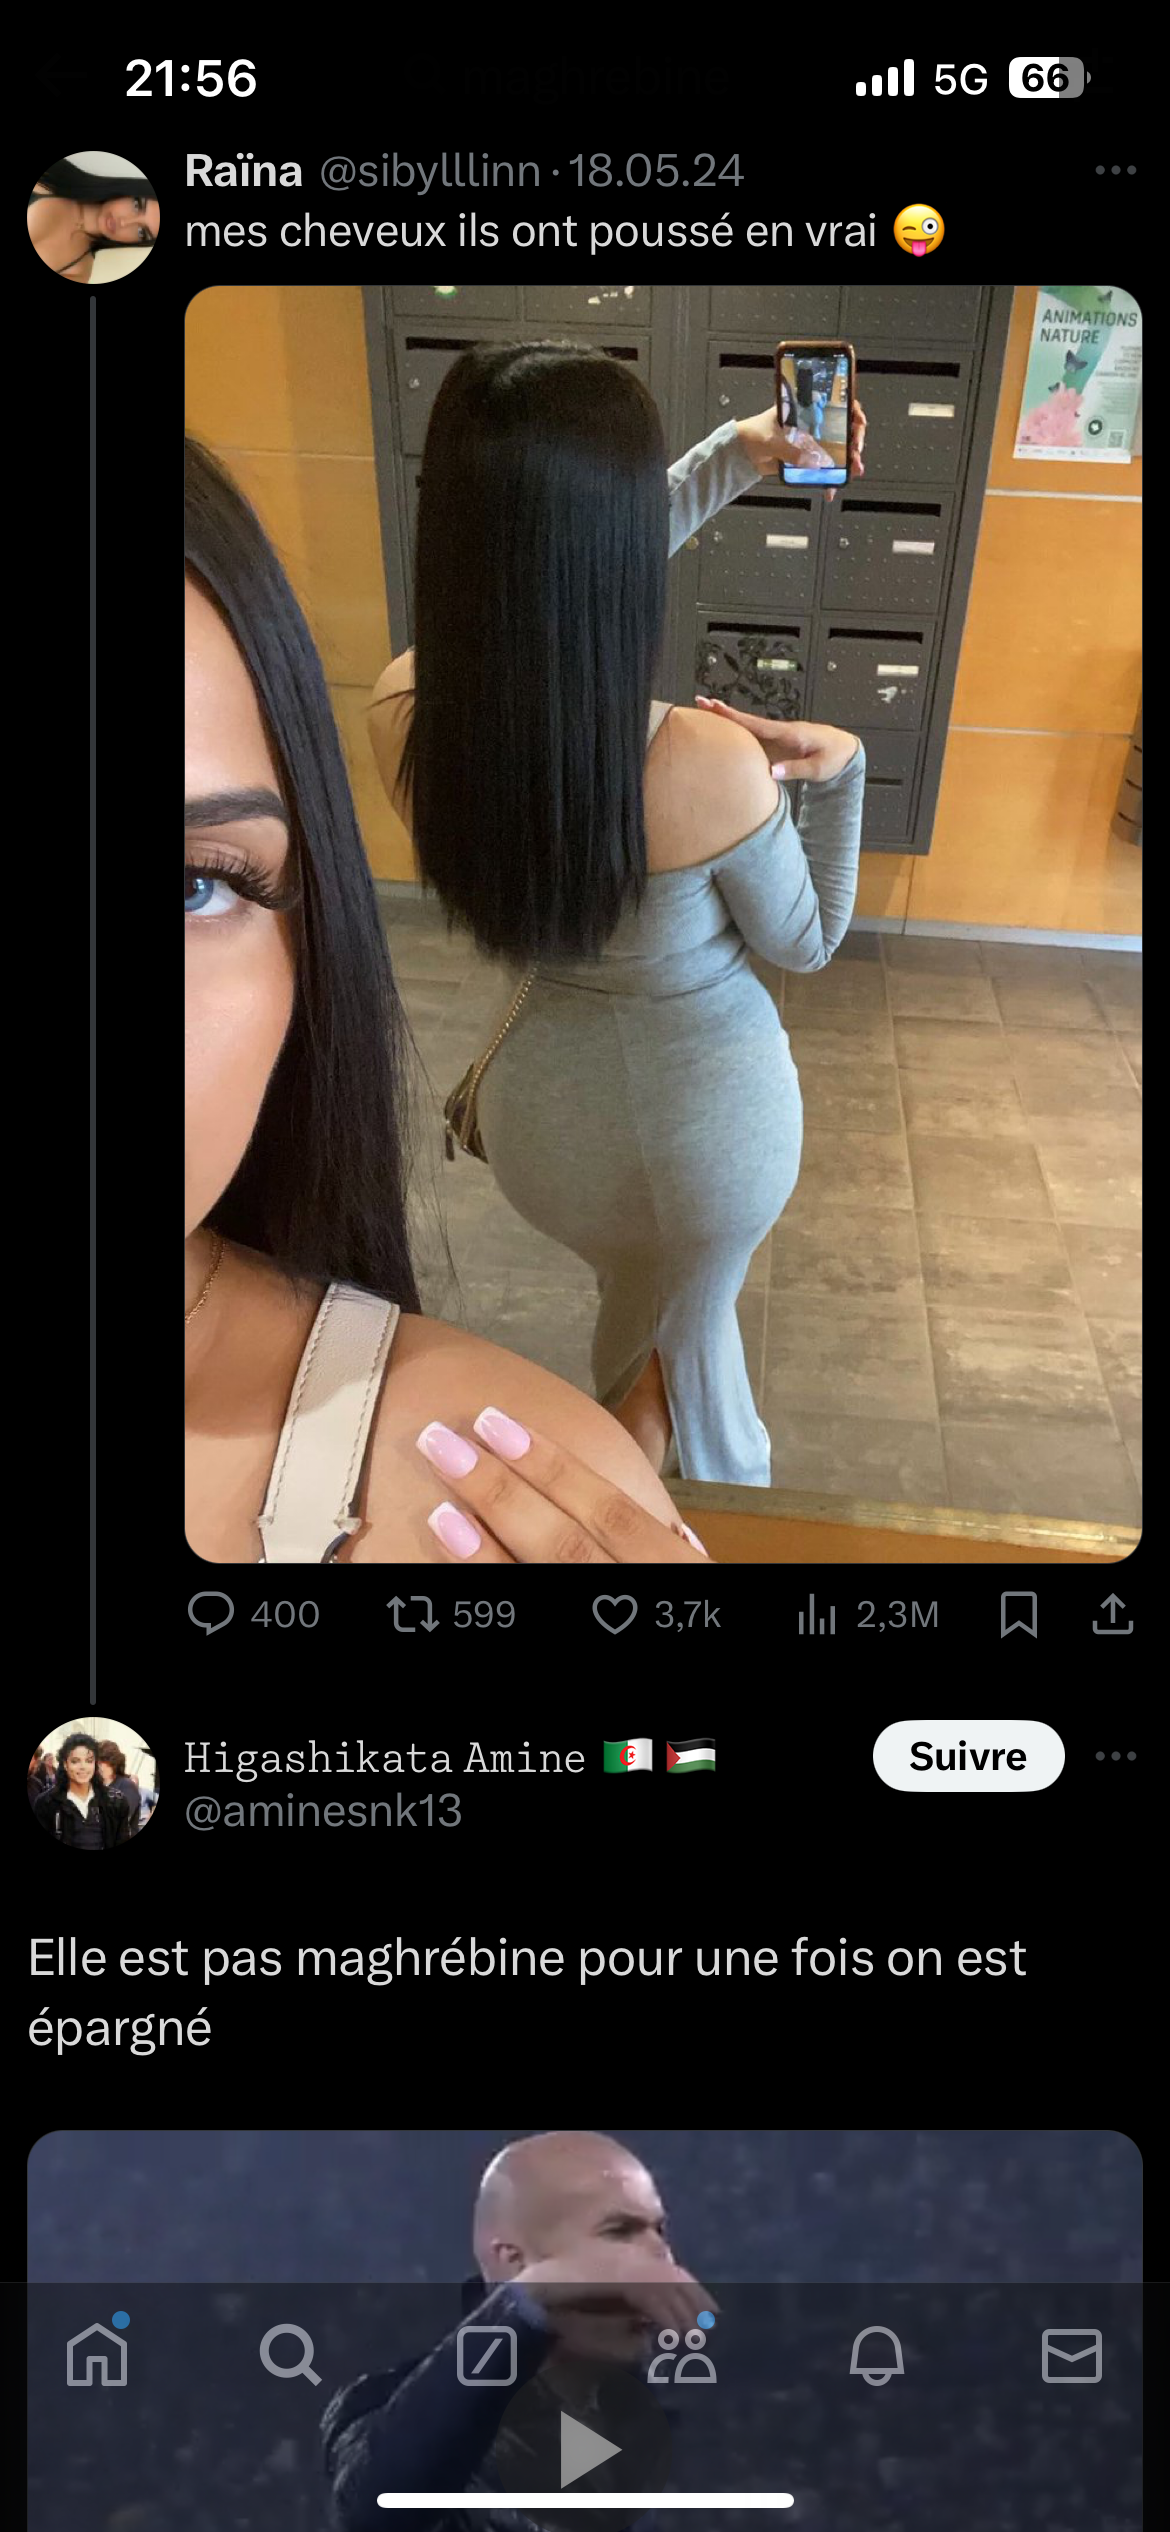 21:56
5G 66
Raïna @sibylllinn · 18.05.24
mes cheveux ils ont poussé en vrai 😜
ANIMATIONS
NATURE
400 599 3,7k 2,3M
Higashikata Amine 🇩🇿 🇵🇸
Suivre
@aminesnk13
Elle est pas maghrébine pour une fois on est
épargné